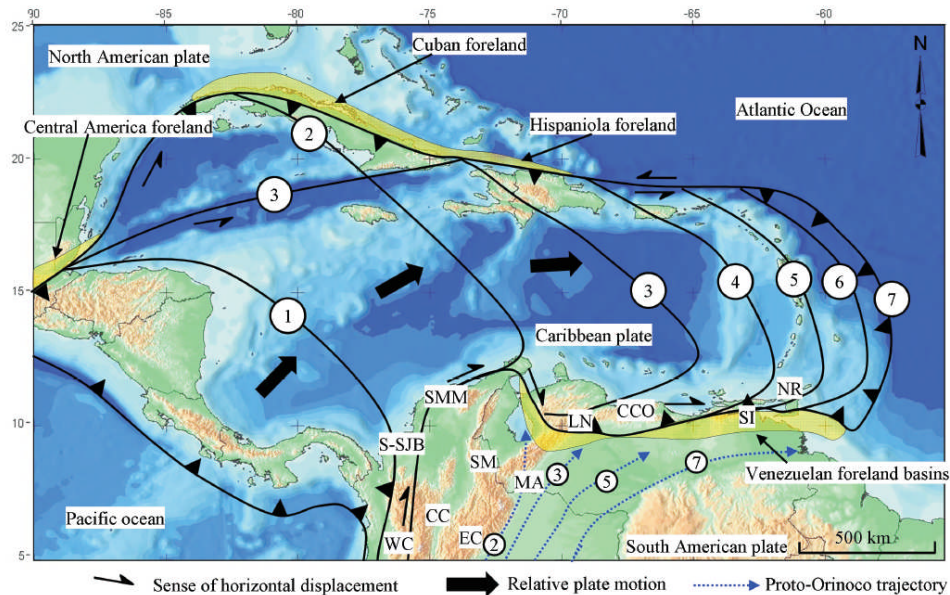 -85 -80 -75 -70 -65 -60
25
90
North American plate
Cuban foreland
N
Central America foreland
Hispaniola foreland
Atlantic Ocean
2
20
3
1
15
3
4
5
6
7
Caribbean plate
SMM
NR
10
LN
CCO
SI
S-SJB
SM
MA
3
5
7
Venezuelan foreland basins
Pacific ocean
CC
EC
2
WC
South American plate
500 km
5
Sense of horizontal displacement
Relative plate motion
Proto-Orinoco trajectory